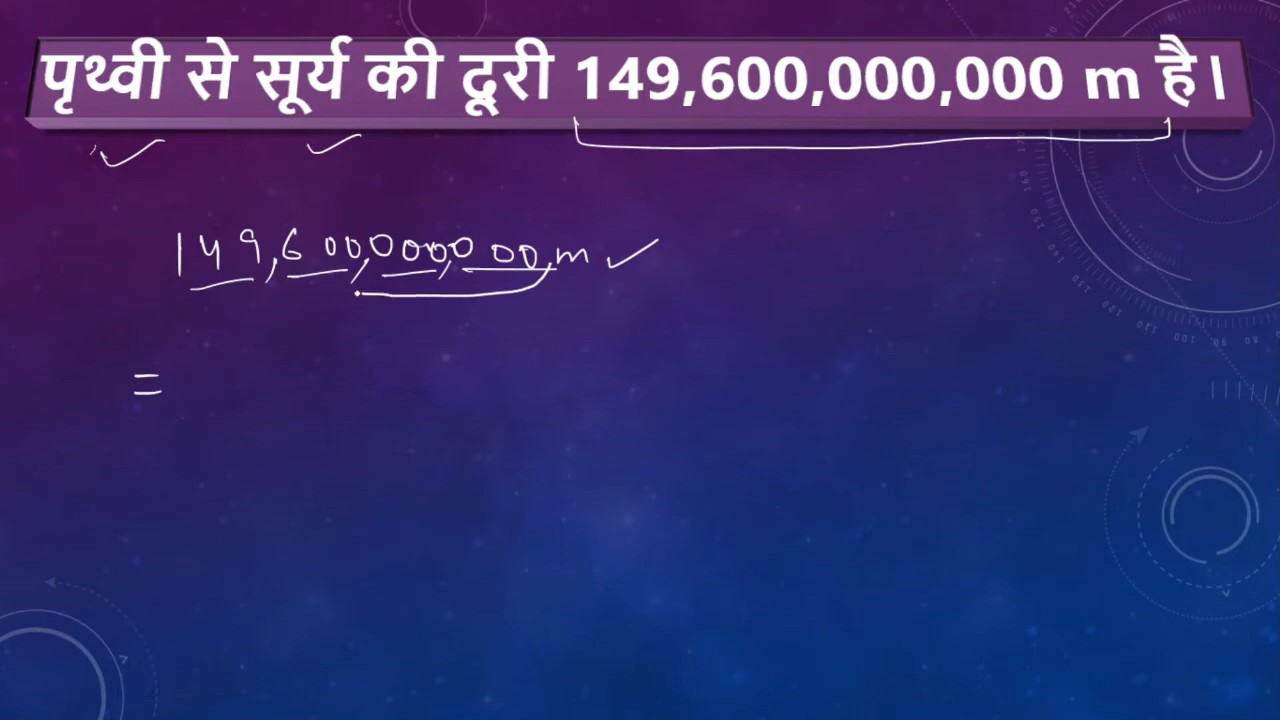 पृथ्वी से सूर्य की दूरी 149,600,000,000 m है।
149,600,000,000 m
=